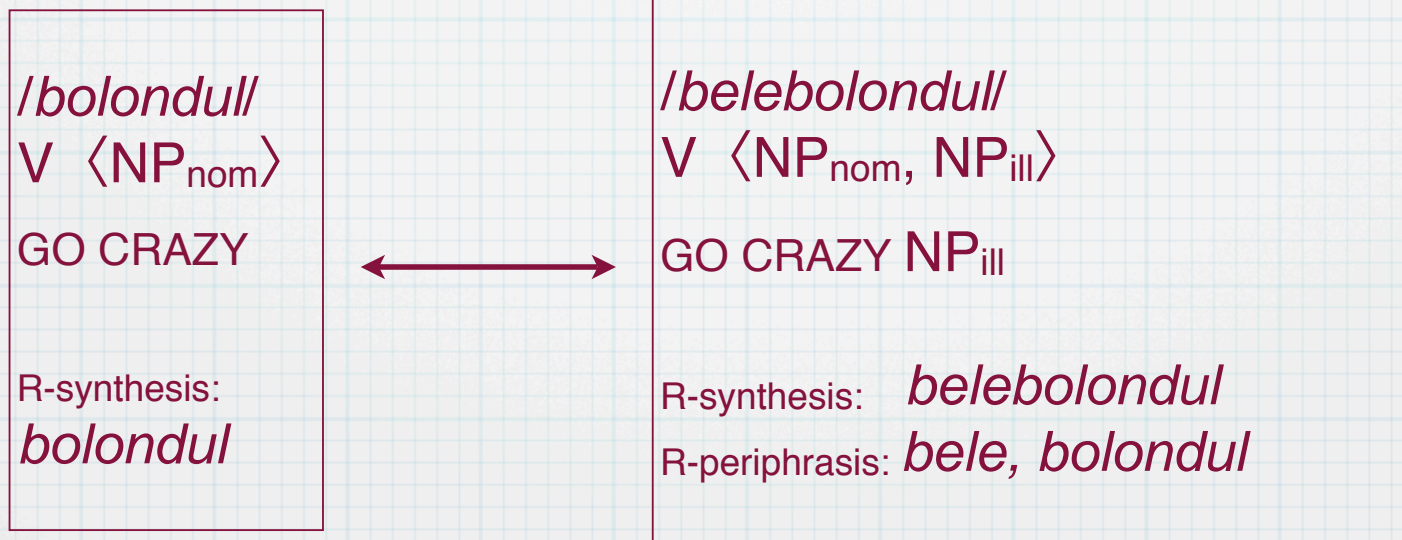 /bolondul/
V 〈NPnom〉
GO CRAZY
R-synthesis:
bolondul
/belebolondul/
V 〈NPnom, NPill〉
GO CRAZY NPill
R-synthesis: belebolondul
R-periphrasis: bele, bolondul